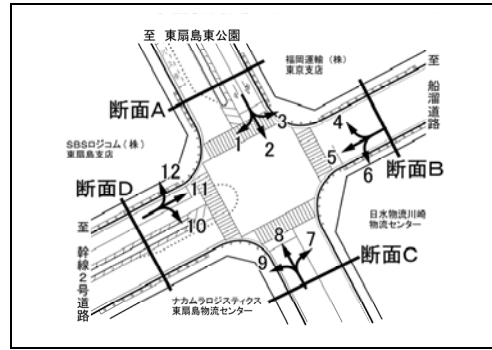 至 東扇島東公園
福岡運輸(株)
東京支店
至 船溜道路
断面A
SBSロジコム(株)
東扇島支店
断面D
断面B
日水物流川崎
物流センター
断面C
至 幹線2号道路
ナカムラロジスティクス
東扇島物流センター
1
2
3
4
5
6
7
8
9
10
11
12